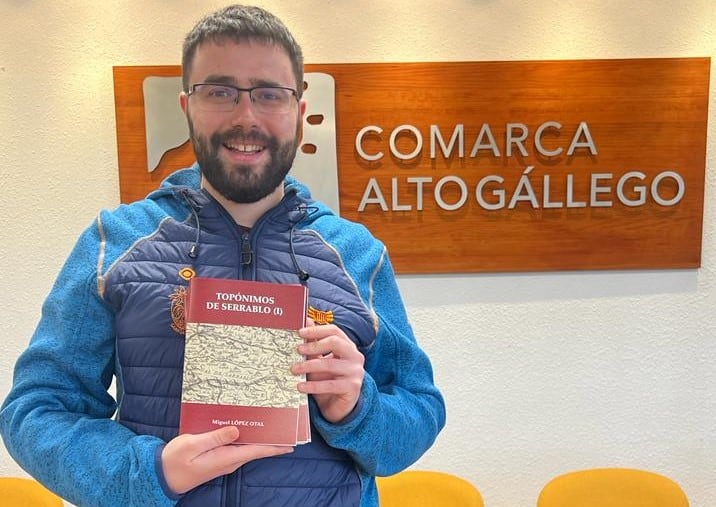 COMARCA
ALTO GÁLLEGO
TOPÓNIMOS
DE SERRABLO (I)
Miguel LÓPEZ OTAL